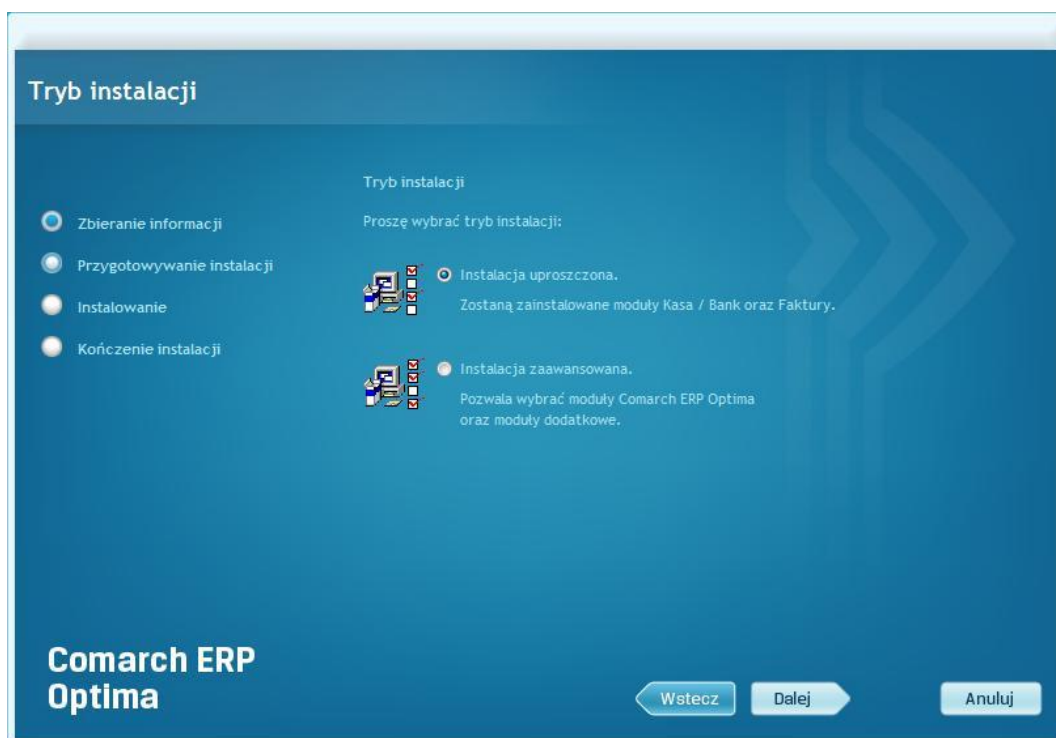 Tryb instalacji
Zbieranie informacji
Przygotowywanie instalacji
Instalowanie
Kończenie instalacji
Tryb instalacji
Proszę wybrać tryb instalacji:
Instalacja uproszczona.
Zostaną zainstalowane moduły Kasa / Bank oraz Faktury.
Instalacja zaawansowana.
Pozwala wybrać moduły Comarch ERP Optima
oraz moduły dodatkowe.
Comarch ERP
Optima
Wstecz Dalej Anuluj